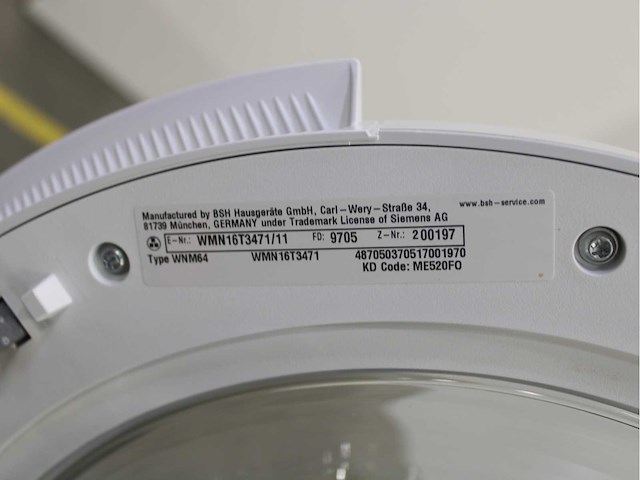 Manufactured by BSH Hausgeräte GmbH, Carl-Wery-Straße 34,
81739 München, GERMANY under Trademark License of Siemens AG
www.bsh-service.com
E-Nr.: WMN16T3471/11 FD: 9705 Z-Nr.: 200197
Type WNM64 WMN16T3471 487050370517001970
KD Code: ME520FO